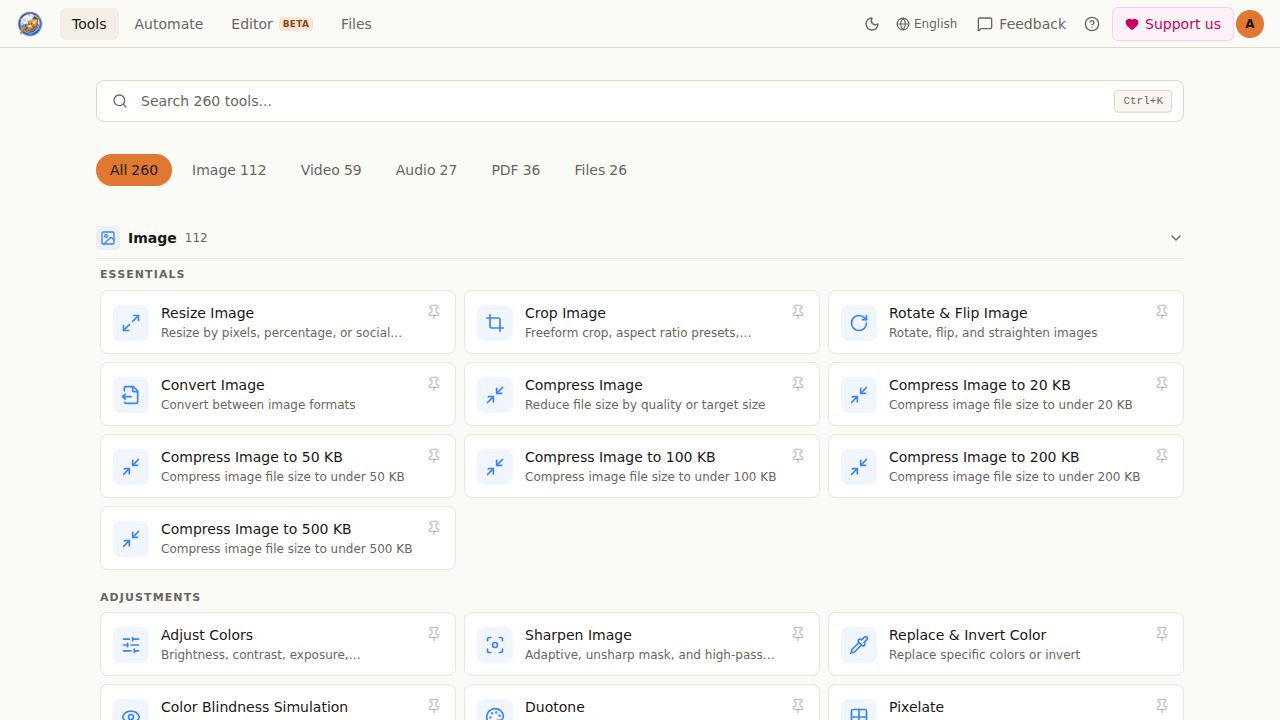 Tools
Automate
Editor BETA
Files
English
Feedback
Support us
A
Search 260 tools...
Ctrl+K
All 260
Image 112
Video 59
Audio 27
PDF 36
Files 26
Image 112
ESSENTIALS
Resize Image
Resize by pixels, percentage, or social...
Crop Image
Freeform crop, aspect ratio presets,...
Rotate & Flip Image
Rotate, flip, and straighten images
Convert Image
Convert between image formats
Compress Image
Reduce file size by quality or target size
Compress Image to 20 KB
Compress image file size to under 20 KB
Compress Image to 50 KB
Compress image file size to under 50 KB
Compress Image to 100 KB
Compress image file size to under 100 KB
Compress Image to 200 KB
Compress image file size to under 200 KB
Compress Image to 500 KB
Compress image file size to under 500 KB
ADJUSTMENTS
Adjust Colors
Brightness, contrast, exposure,...
Sharpen Image
Adaptive, unsharp mask, and high-pass...
Replace & Invert Color
Replace specific colors or invert
Color Blindness Simulation
Duotone
Pixelate